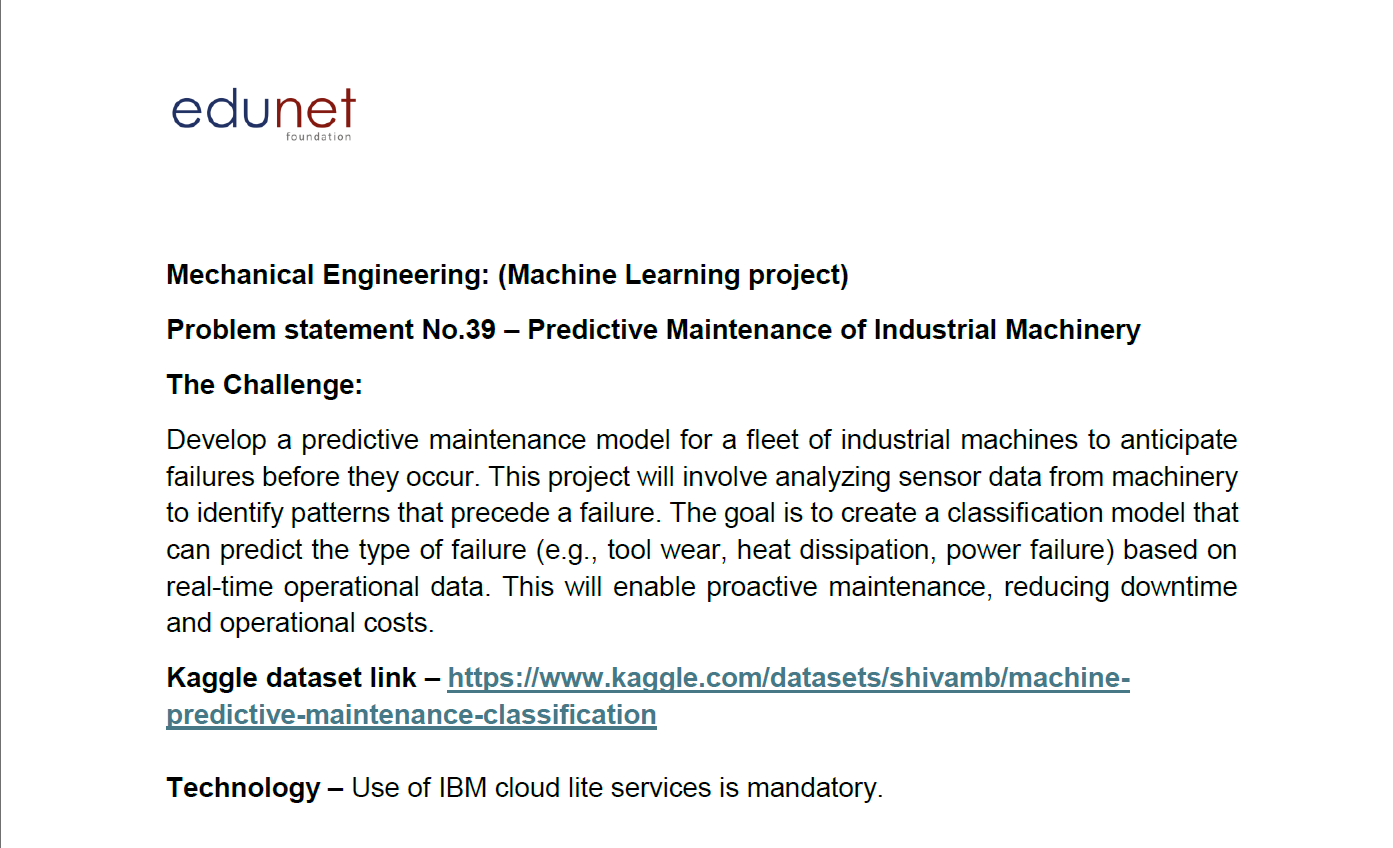 edunet
foundation
Mechanical Engineering: (Machine Learning project)
Problem statement No.39 – Predictive Maintenance of Industrial Machinery
The Challenge:
Develop a predictive maintenance model for a fleet of industrial machines to anticipate
failures before they occur. This project will involve analyzing sensor data from machinery
to identify patterns that precede a failure. The goal is to create a classification model that
can predict the type of failure (e.g., tool wear, heat dissipation, power failure) based on
real-time operational data. This will enable proactive maintenance, reducing downtime
and operational costs.
Kaggle dataset link – https://www.kaggle.com/datasets/shivamb/machine-
predictive-maintenance-classification
Technology – Use of IBM cloud lite services is mandatory.